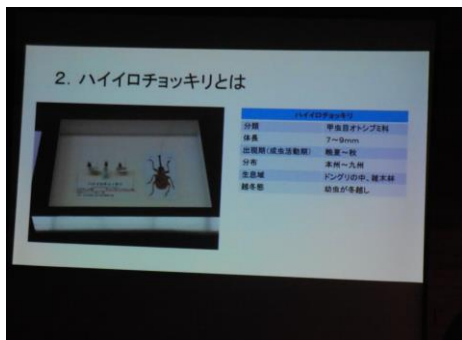 2. ハイイロチョッキリとは
ハイイロチョッキリ
分類 甲虫目オトシブミ科
体長 7〜9mm
出現期(成虫活動期) 晩夏〜秋
分布 本州〜九州
生息域 ドングリの中、雑木林
越冬態 幼虫が冬越し